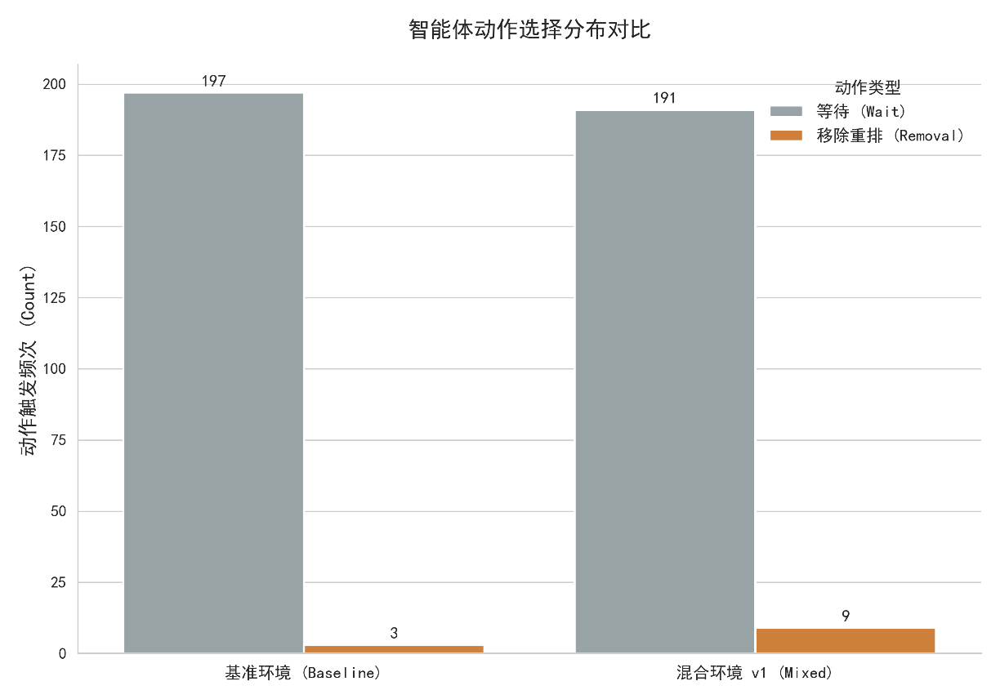 智能体动作选择分布对比
动作触发频次 (Count)
200
175
150
125
100
75
50
25
0
197
3
191
9
动作类型
等待 (Wait)
移除重排 (Removal)
基准环境 (Baseline)
混合环境 v1 (Mixed)